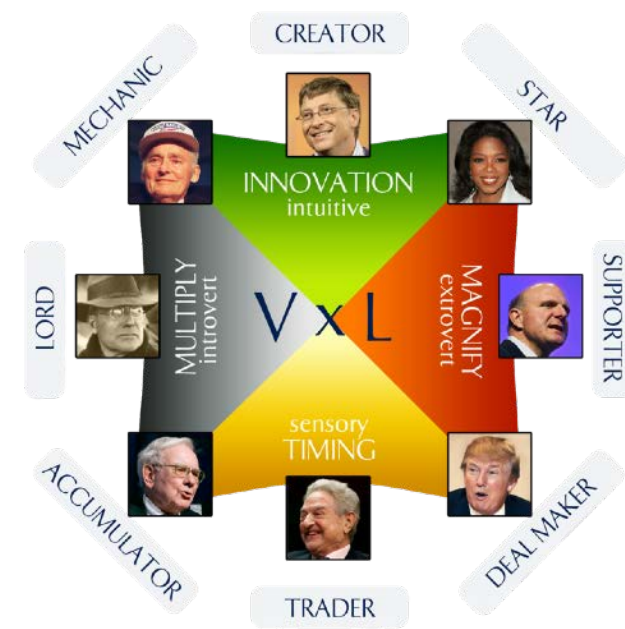 CREATOR
MECHANIC
STAR
INNOVATION
intuitive
LORD
MULTIPLY
introvert
V x L
MAGNIFY
extrovert
SUPPORTER
sensory
TIMING
ACCUMULATOR
DEAL MAKER
TRADER